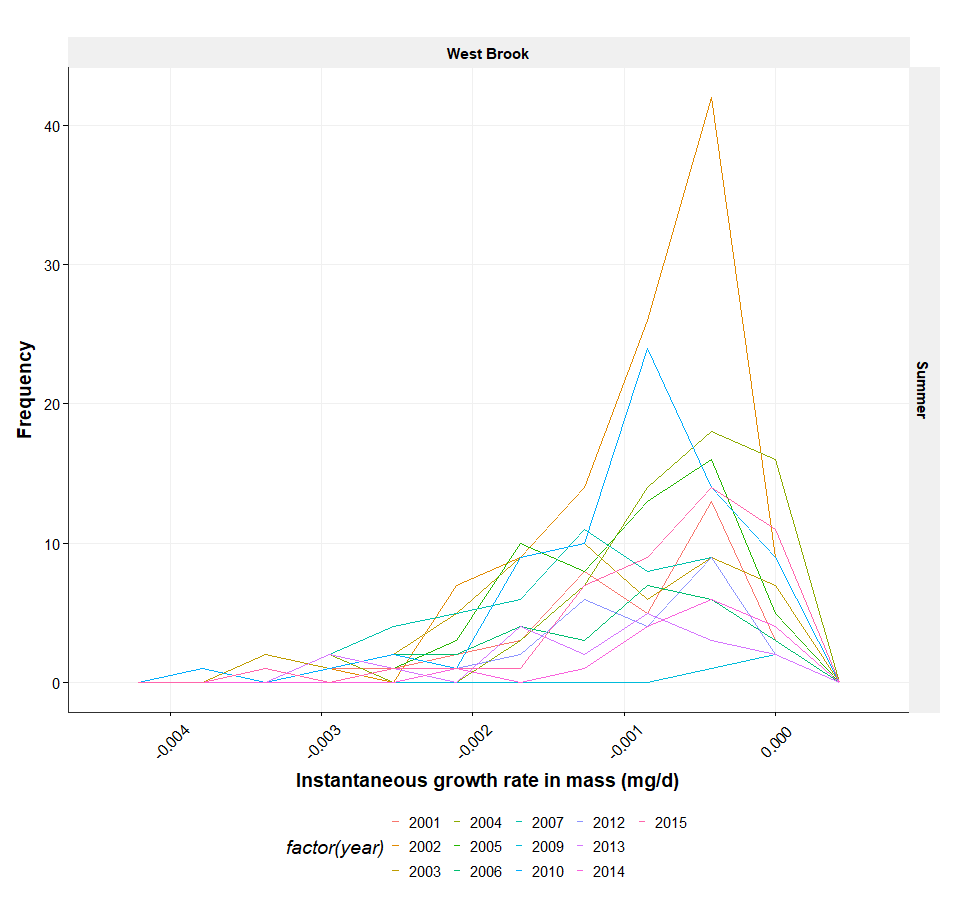 West Brook
Summer
Frequency
40
30
20
10
0
-0.004
-0.003
-0.002
-0.001
0.000
Instantaneous growth rate in mass (mg/d)
factor(year)
2001 2004 2007 2012 2015
2002 2005 2009 2013
2003 2006 2010 2014